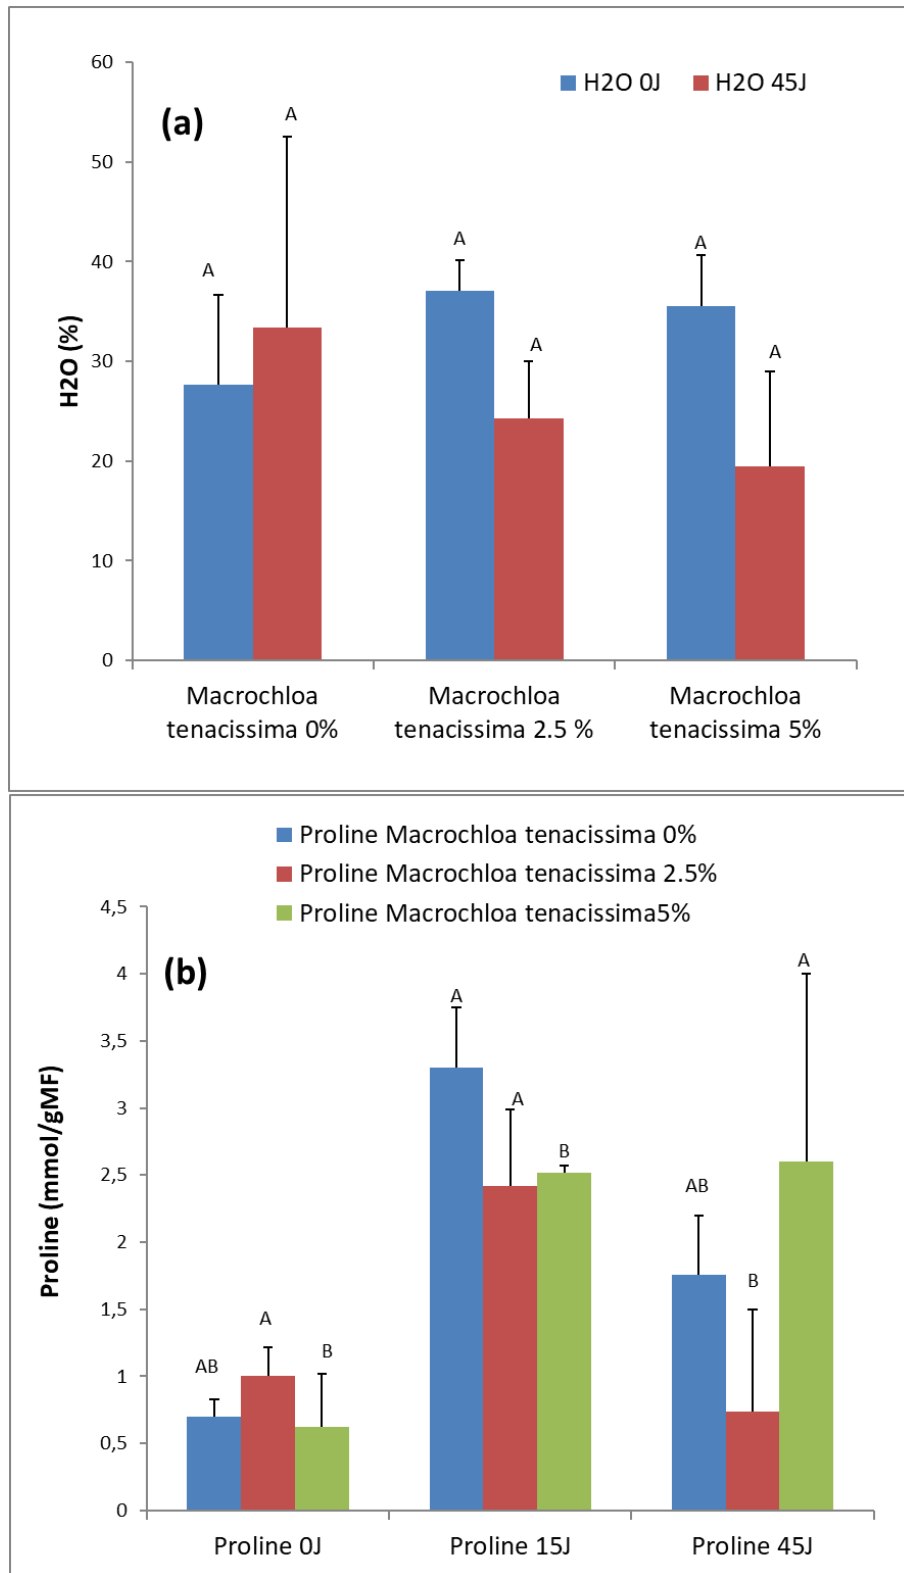 60
H2O 0J H2O 45J
(a)
A
50
A
A
A
40
A
A
30
20
10
0
H2O (%)
Macrochloa tenacissima 0%
Macrochloa tenacissima 2.5 %
Macrochloa tenacissima 5%
Proline Macrochloa tenacissima 0%
Proline Macrochloa tenacissima 2.5%
Proline Macrochloa tenacissima5%
4,5
(b)
4
A
A
3,5
3
A
2,5
B
AB
2
1,5
B
A
1
AB
B
0,5
0
Proline (mmol/gMF)
Proline 0J
Proline 15J
Proline 45J